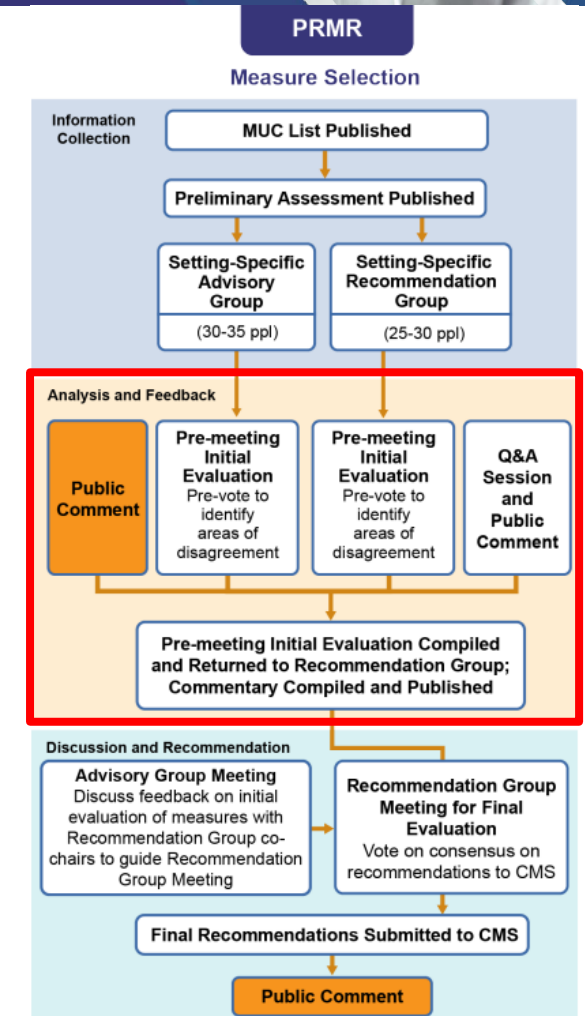 PRMR
Measure Selection
Information
Collection
MUC List Published
Preliminary Assessment Published
Setting-Specific
Advisory
Group
(30-35 ppl)
Setting-Specific
Recommendation
Group
(25-30 ppl)
Analysis and Feedback
Public
Comment
Pre-meeting
Initial
Evaluation
Pre-vote to
identify
areas of
disagreement
Pre-meeting
Initial
Evaluation
Pre-vote to
identify
areas of
disagreement
Q&A
Session
and
Public
Comment
Pre-meeting Initial Evaluation Compiled
and Returned to Recommendation Group;
Commentary Compiled and Published
Discussion and Recommendation
Advisory Group Meeting
Discuss feedback on initial
evaluation of measures with
Recommendation Group co-
chairs to guide Recommendation
Group Meeting
Recommendation Group
Meeting for Final
Evaluation
Vote on consensus on
recommendations to CMS
Final Recommendations Submitted to CMS
Public Comment